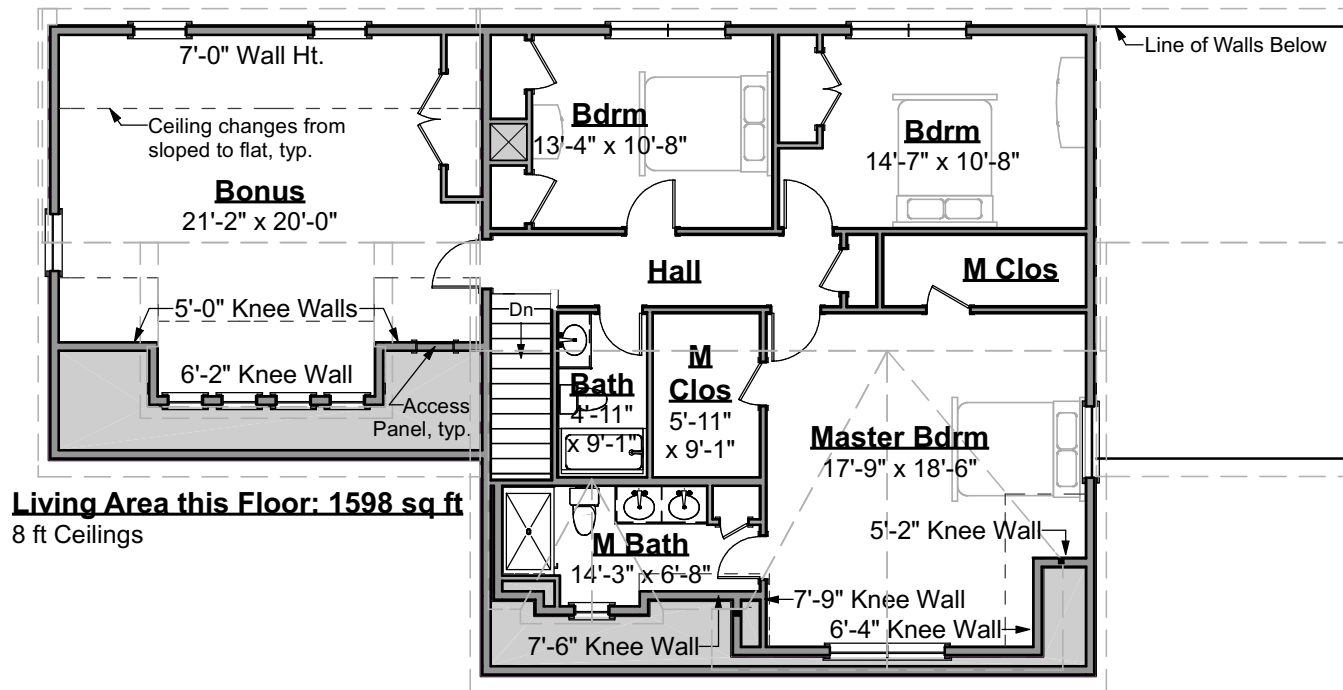 Line of Walls Below
7'-0" Wall Ht.
Ceiling changes from
sloped to flat, typ.
Bonus
21'-2" x 20'-0"
Bdrm
13'-4" x 10'-8"
Bdrm
14'-7" x 10'-8"
Hall
M Clos
5'-0" Knee Walls
Dn
6'-2" Knee Wall
Access
Panel, typ.
Bath
4'-11"
x 9'-1"
M
Clos
5'-11"
x 9'-1"
Master Bdrm
17'-9" x 18'-6"
Living Area this Floor: 1598 sq ft
8 ft Ceilings
M Bath
14'-3" x 6'-8"
5'-2" Knee Wall
7'-9" Knee Wall
6'-4" Knee Wall
7'-6" Knee Wall